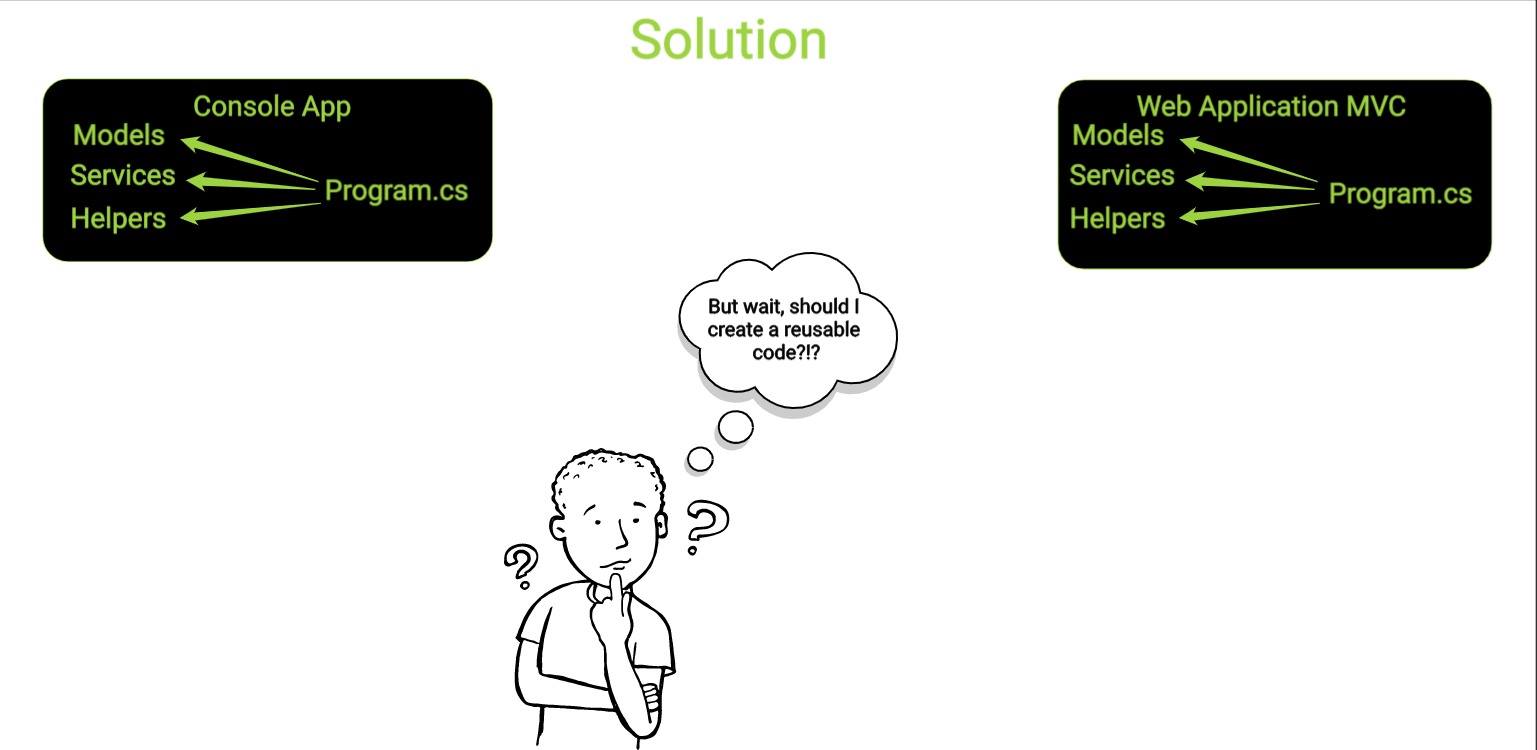 Solution
Console App
Models
Services
Helpers
Program.cs
Web Application MVC
Models
Services
Helpers
Program.cs
But wait, should I
create a reusable
code?!?
?
?